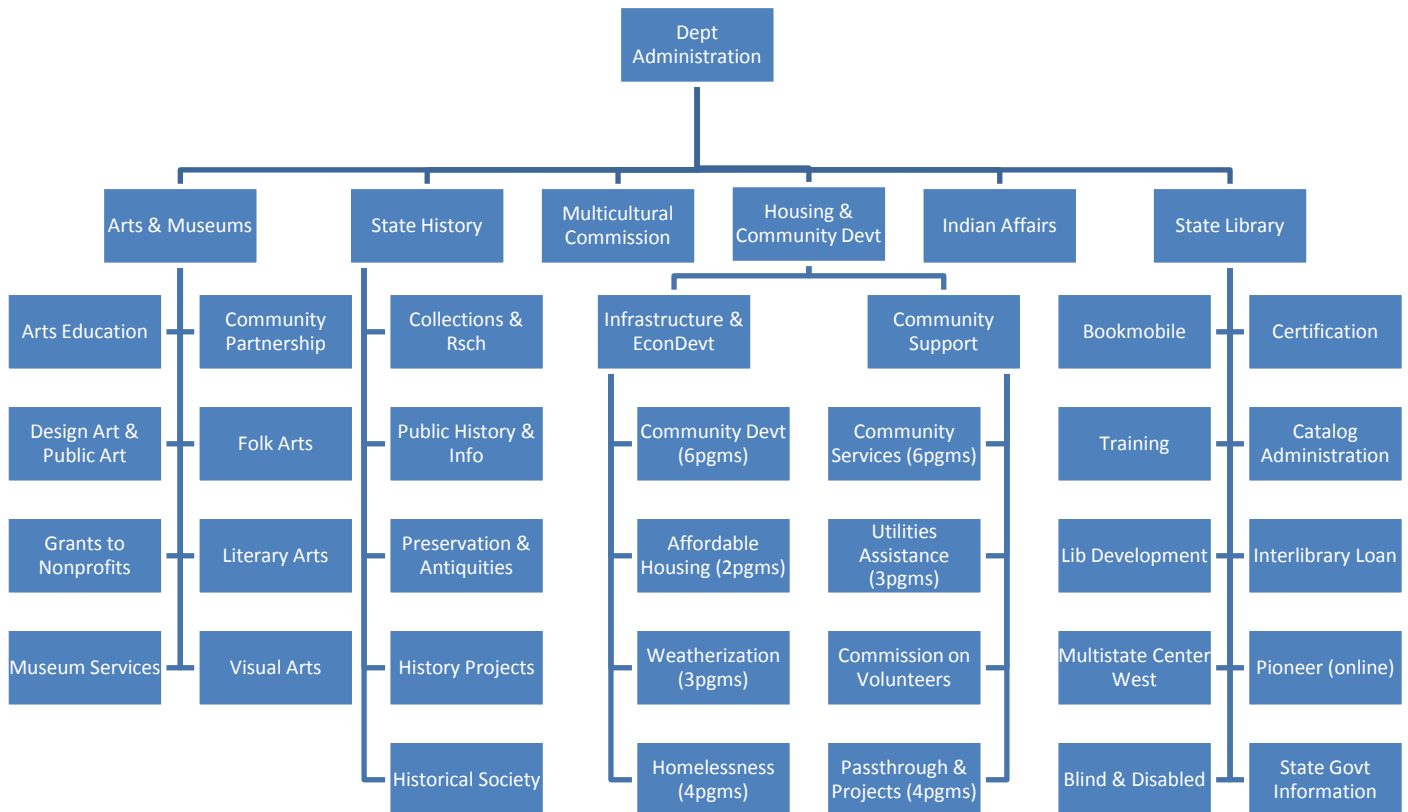 Dept
Administration
Arts & Museums
State History
Multicultural
Commission
Housing &
Community Devt
Indian Affairs
State Library
Arts Education
Community
Partnership
Collections &
Rsch
Infrastructure &
EconDevt
Community
Support
Bookmobile
Certification
Design Art &
Public Art
Folk Arts
Public History &
Info
Community Devt
(6pgms)
Community
Services (6pgms)
Training
Catalog
Administration
Grants to
Nonprofits
Literary Arts
Preservation &
Antiquities
Affordable
Housing (2pgms)
Utilities
Assistance
(3pgms)
Lib Development
Interlibrary Loan
Museum Services
Visual Arts
History Projects
Weatherization
(3pgms)
Commission on
Volunteers
Multistate Center
West
Pioneer (online)
Historical Society
Homelessness
(4pgms)
Passthrough &
Projects (4pgms)
Blind & Disabled
State Govt
Information